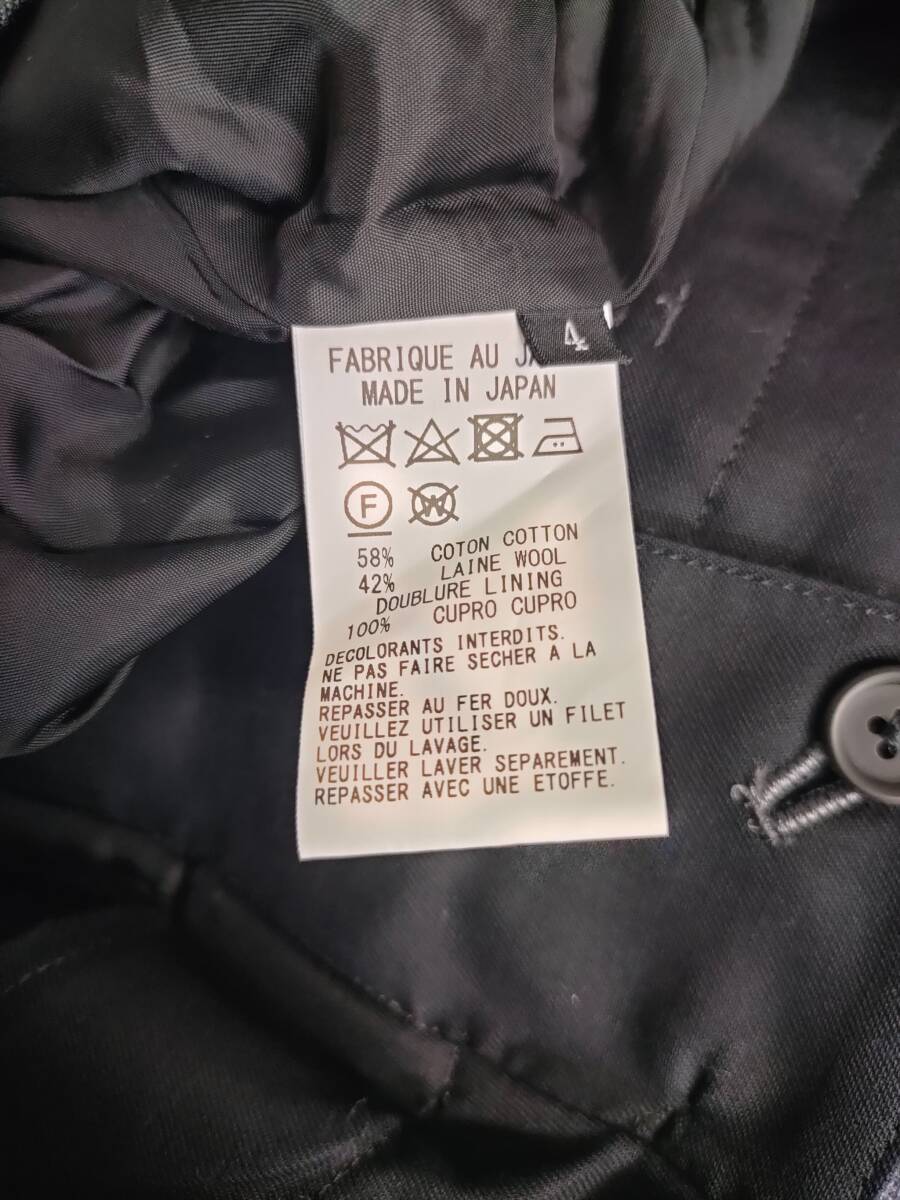 4
FABRIQUE AU
MADE IN JAPAN
F W
58% COTON COTTON
42% LAINE WOOL
DOUBLURE LINING
100% CUPRO CUPRO
DECOLORANTS INTERDITS.
NE PAS FAIRE SECHER A LA
MACHINE.
REPASSER AU FER DOUX.
VEUILLEZ UTILISER UN FILET
LORS DU LAVAGE.
VEUILLER LAVER SEPAREMENT.
REPASSER AVEC UNE ETOFFE.